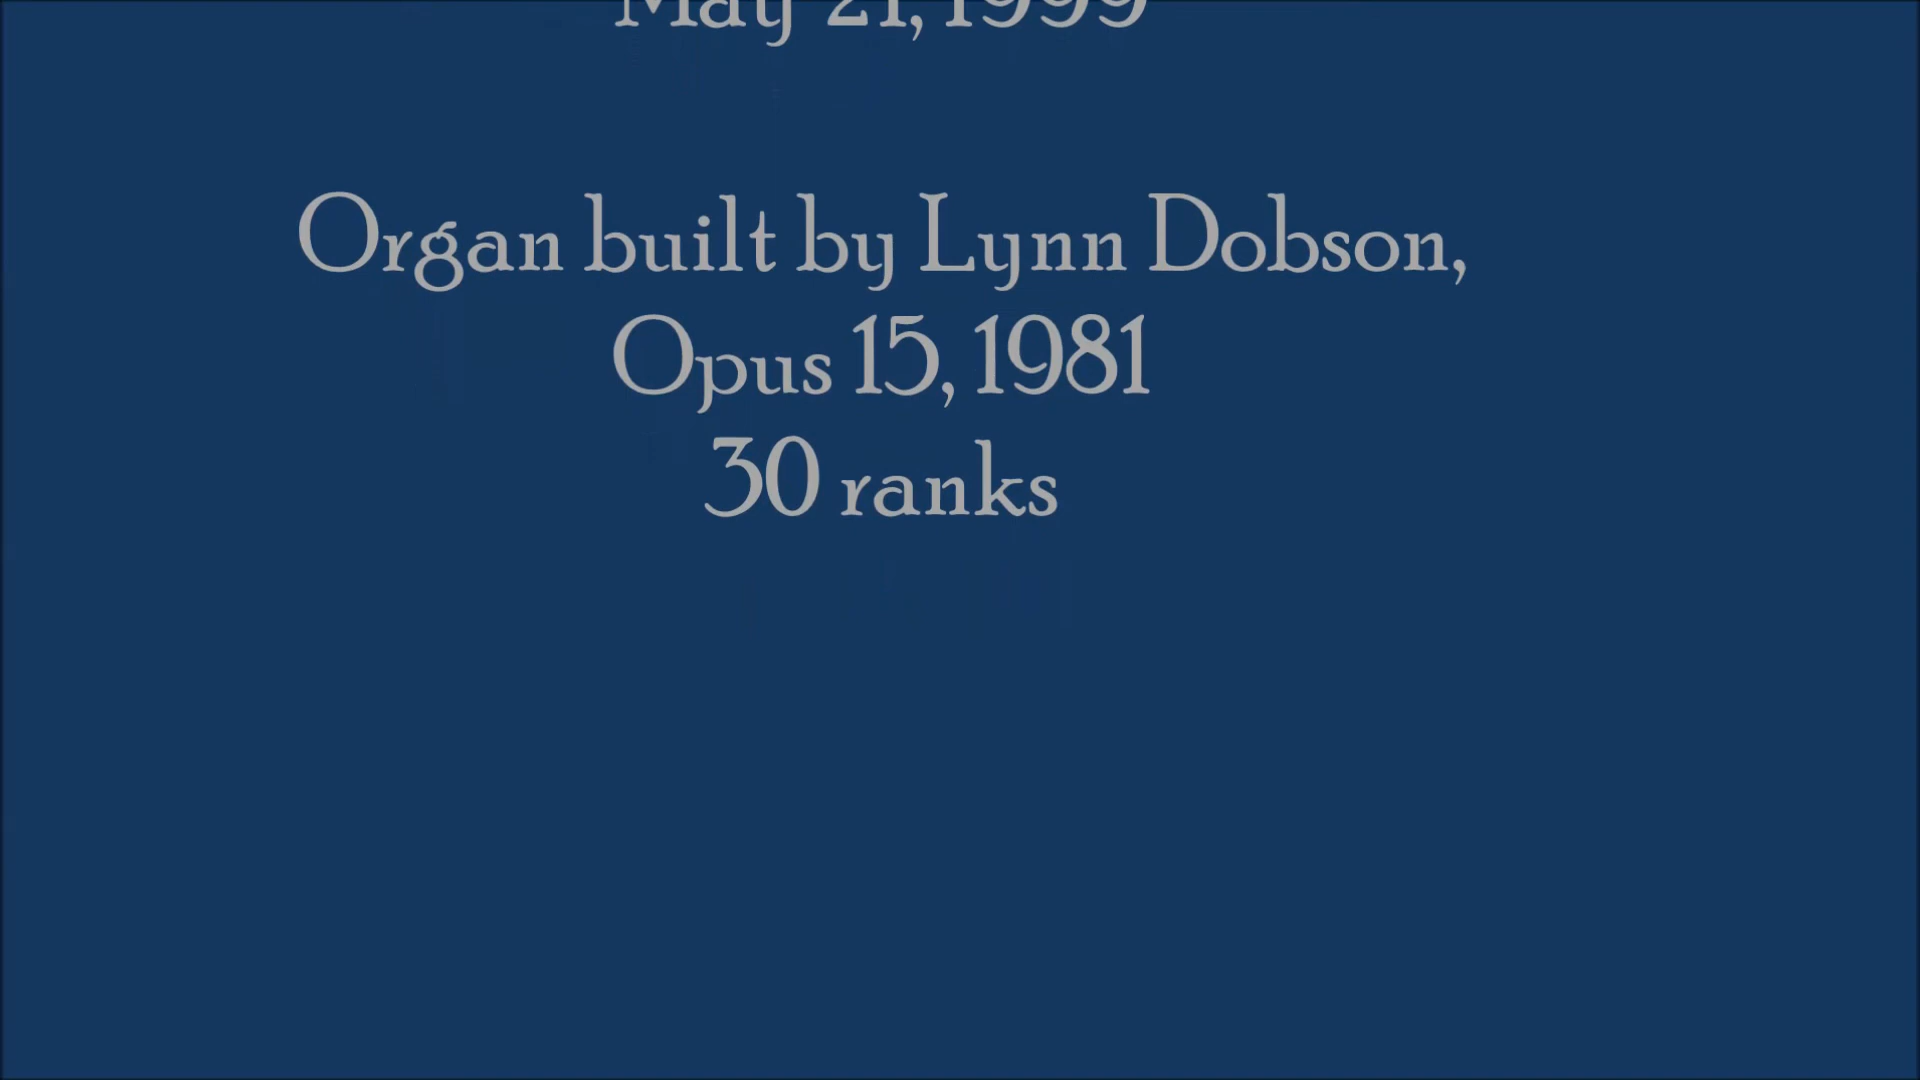 May 21, 1999
Organ built by Lynn Dobson,
Opus 15, 1981
30 ranks